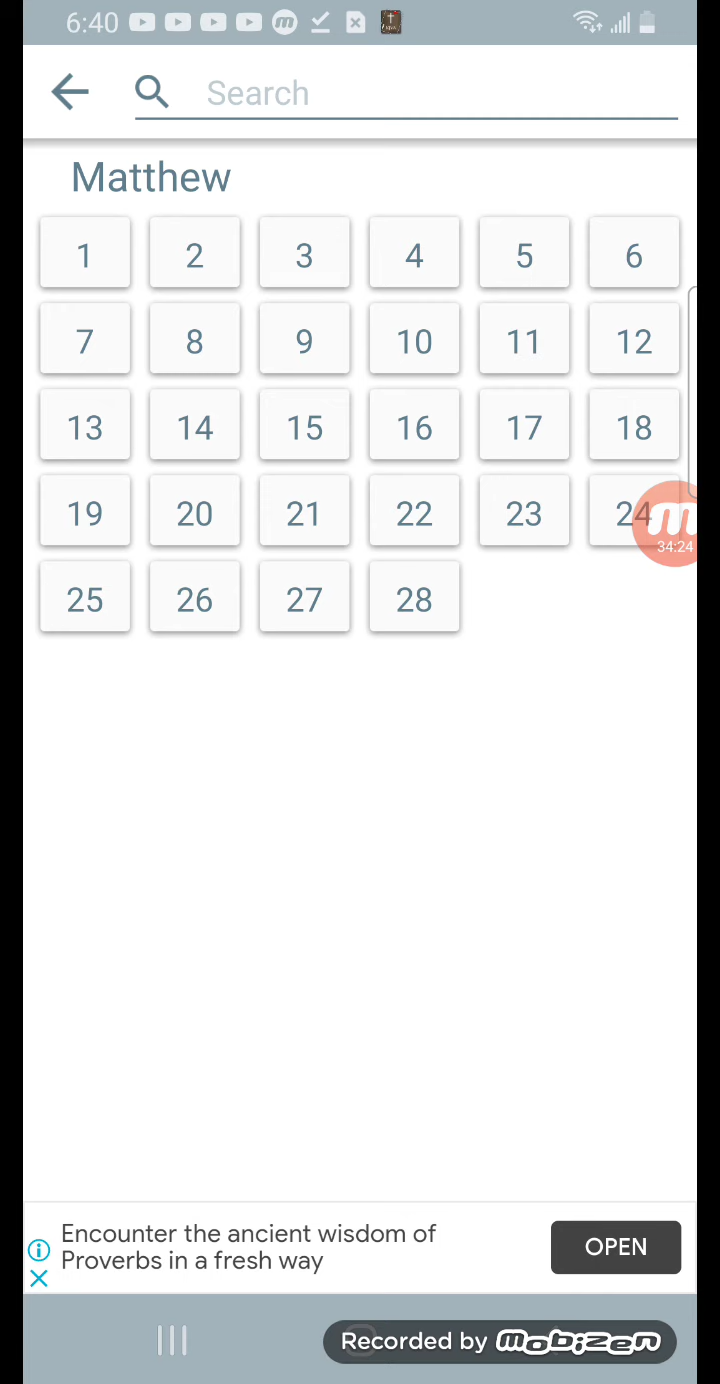 6:40
Search
Matthew
1 2 3 4 5 6
7 8 9 10 11 12
13 14 15 16 17 18
19 20 21 22 23 24
34:24
25 26 27 28
Encounter the ancient wisdom of
Proverbs in a fresh way
OPEN
Recorded by Mobizen